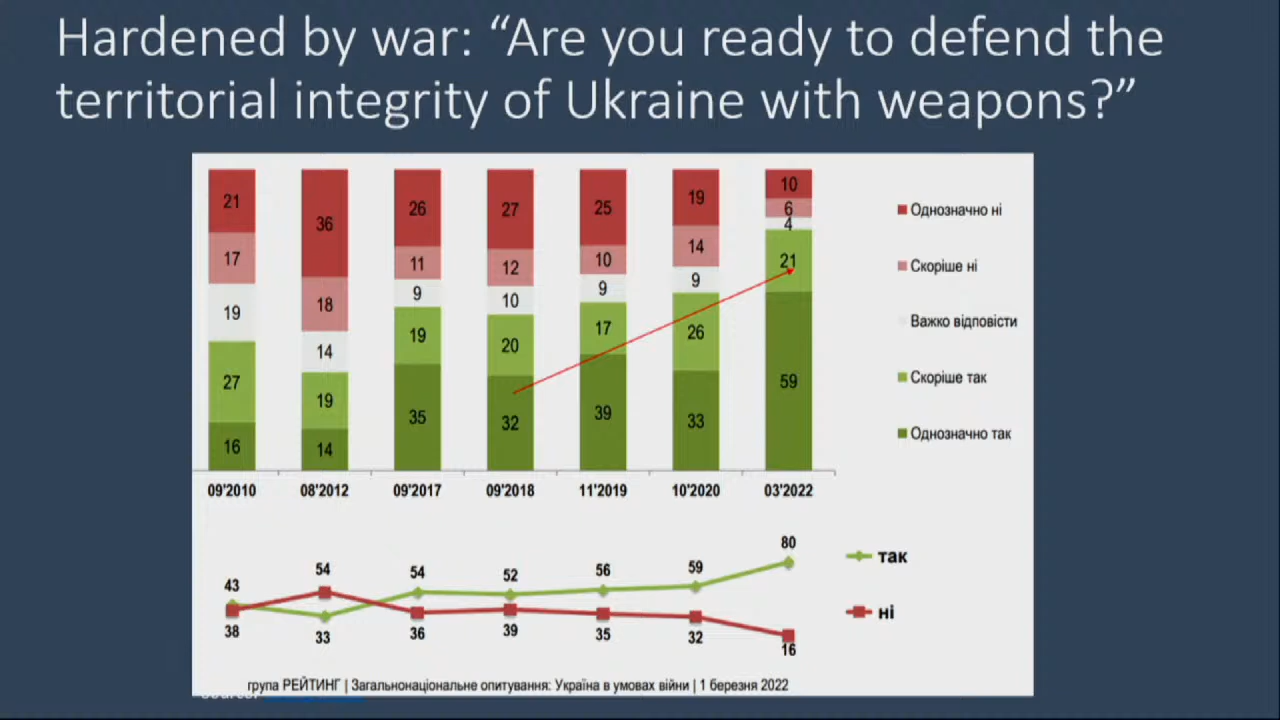 Hardened by war: “Are you ready to defend the
territorial integrity of Ukraine with weapons?”
21 36 26 27 25 19 10
17 18 11 12 10 14 6
19 14 9 10 9 9 4
27 19 19 20 17 26 21
16 14 35 32 39 33 59
Однозначно ні
Скоріше ні
Важко відповісти
Скоріше так
Однозначно так
09'2010 08'2012 09'2017 09'2018 11'2019 10'2020 03'2022
43 54 54 52 56 59 80
38 33 36 39 35 32 16
так
ні
група РЕЙТИНГ | Загальнонаціональне опитування: Україна в умовах війни | 1 березня 2022